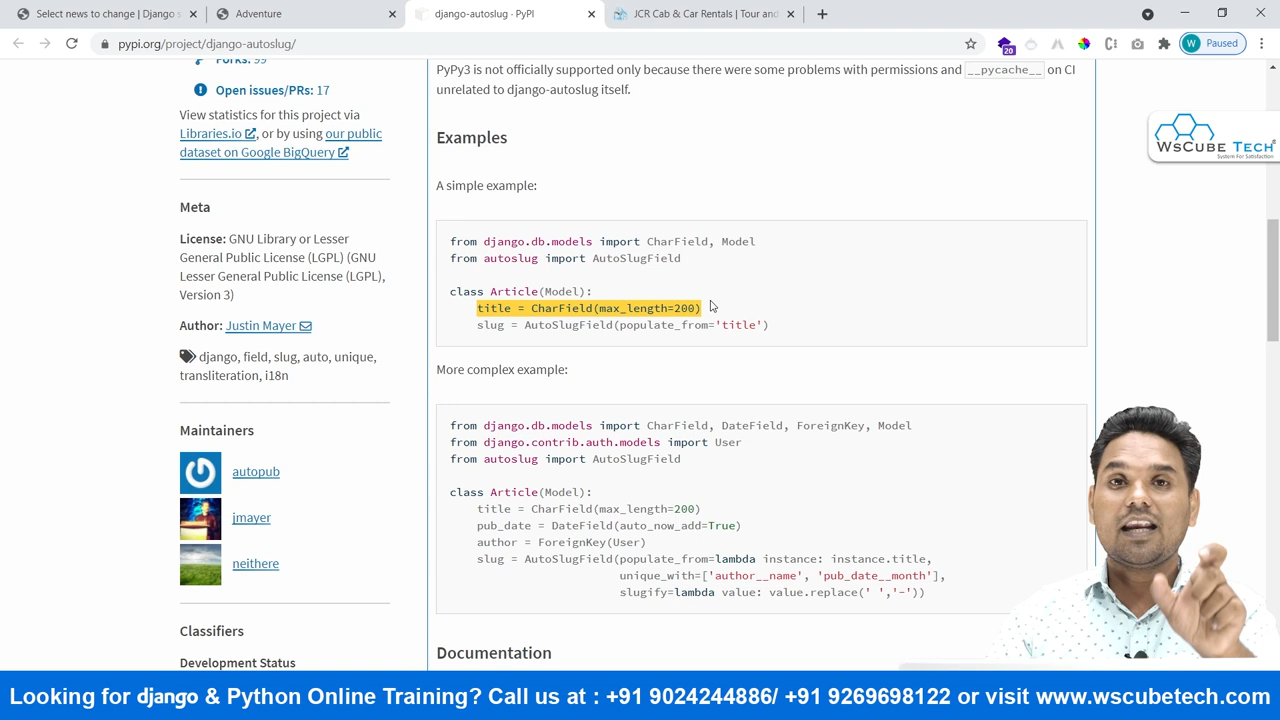 Select news to change | Django s
Adventure
django-autoslug · PyPI
JCR Cab & Car Rentals | Tour and
pypi.org/project/django-autoslug/
20
W
Paused
Forks: 99
Open issues/PRs: 17
View statistics for this project via
Libraries.io, or by using our public
dataset on Google BigQuery
Meta
License: GNU Library or Lesser
General Public License (LGPL) (GNU
Lesser General Public License (LGPL),
Version 3)
Author: Justin Mayer
django, field, slug, auto, unique,
transliteration, i18n
Maintainers
autopub
jmayer
neithere
Classifiers
Development Status
PyPy3 is not officially supported only because there were some problems with permissions and __pycache__ on CI
unrelated to django-autoslug itself.
Examples
A simple example:
from django.db.models import CharField, Model
from autoslug import AutoSlugField
class Article(Model):
title = CharField(max_length=200)
slug = AutoSlugField(populate_from='title')
More complex example:
from django.db.models import CharField, DateField, ForeignKey, Model
from django.contrib.auth.models import User
from autoslug import AutoSlugField
class Article(Model):
title = CharField(max_length=200)
pub_date = DateField(auto_now_add=True)
author = ForeignKey(User)
slug = AutoSlugField(populate_from=lambda instance: instance.title,
unique_with=['author__name', 'pub_date__month'],
slugify=lambda value: value.replace(' ','-'))
Documentation
WsCube Tech®
System For Satisfaction
Looking for django & Python Online Training? Call us at : +91 9024244886/ +91 9269698122 or visit www.wscubetech.com